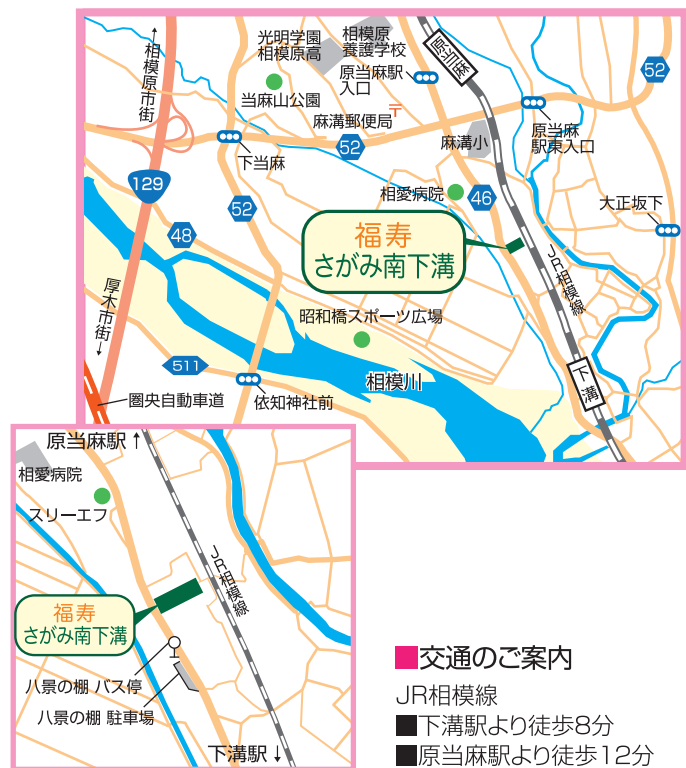 光明学園
相模原高
相模原
養護学校
原当麻
↑相模原市街
原当麻駅
入口
52
当麻山公園
麻溝郵便局
〒
原当麻
駅東入口
下当麻
52
麻溝小
129
相愛病院
46
大正坂下
52
48
福寿
さがみ南下溝
JR相模線
厚木市街→
昭和橋スポーツ広場
511
相模川
下溝
圏央自動車道
依知神社前
原当麻駅↑
相愛病院
スリーエフ
JR相模線
福寿
さがみ南下溝
八景の棚 バス停
八景の棚 駐車場
下溝駅↓
■交通のご案内
JR相模線
■下溝駅より徒歩8分
■原当麻駅より徒歩12分